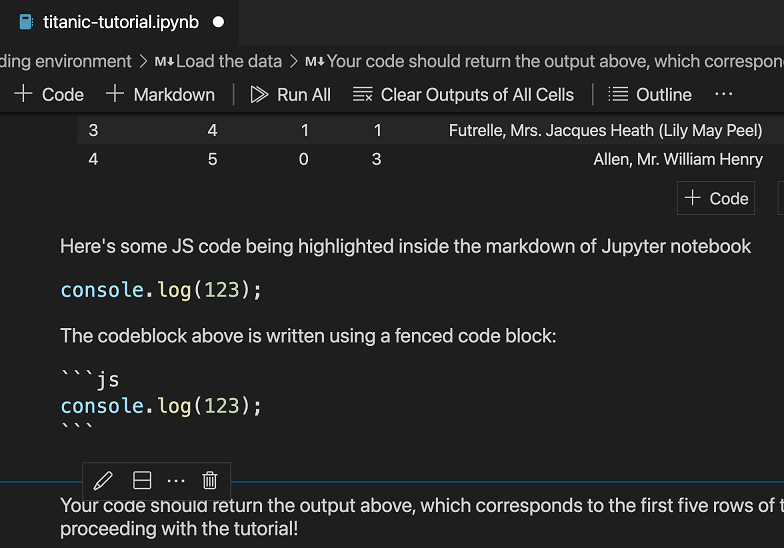 titanic-tutorial.ipynb
ding environment > M↓Load the data > M↓Your code should return the output above, which correspon
+ Code + Markdown | Run All Clear Outputs of All Cells | Outline ...
3 4 1 1 Futrelle, Mrs. Jacques Heath (Lily May Peel)
4 5 0 3 Allen, Mr. William Henry
+ Code
Here's some JS code being highlighted inside the markdown of Jupyter notebook
console.log(123);
The codeblock above is written using a fenced code block:
```js
console.log(123);
```
Your code should return the output above, which corresponds to the first five rows of t
proceeding with the tutorial!